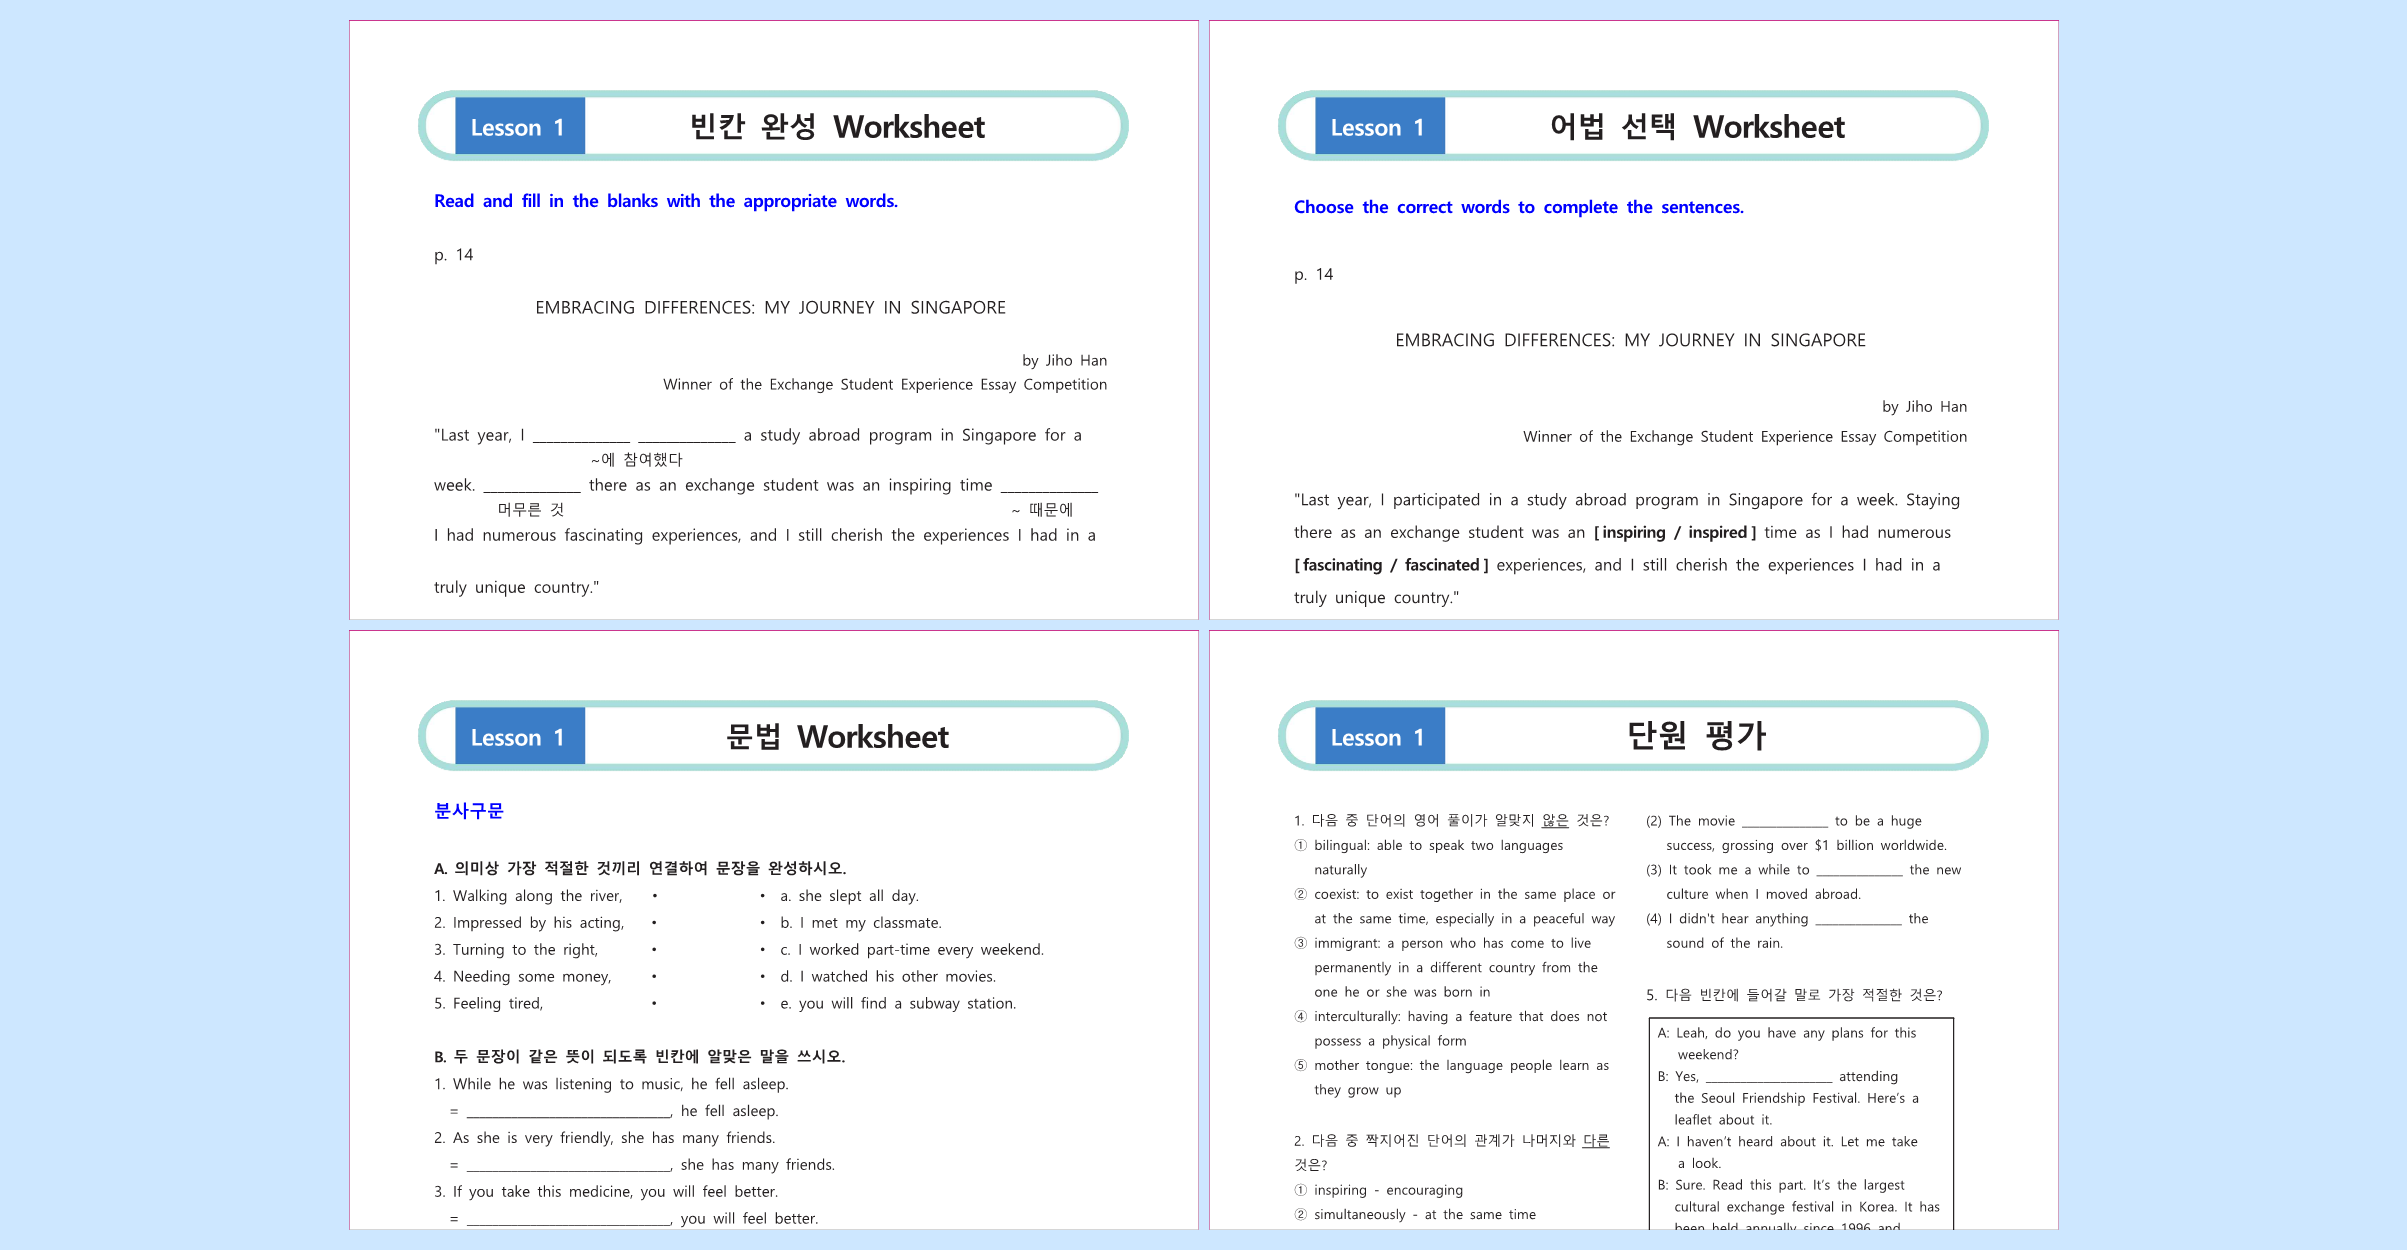 Lesson 1
빈칸 완성 Worksheet
Read and fill in the blanks with the appropriate words.
p. 14
EMBRACING DIFFERENCES: MY JOURNEY IN SINGAPORE
by Jiho Han
Winner of the Exchange Student Experience Essay Competition
"Last year, I ____________ ____________ a study abroad program in Singapore for a
~에 참여했다
week. ____________ there as an exchange student was an inspiring time ____________
머무른 것 ~ 때문에
I had numerous fascinating experiences, and I still cherish the experiences I had in a
truly unique country."
Lesson 1
어법 선택 Worksheet
Choose the correct words to complete the sentences.
p. 14
EMBRACING DIFFERENCES: MY JOURNEY IN SINGAPORE
by Jiho Han
Winner of the Exchange Student Experience Essay Competition
"Last year, I participated in a study abroad program in Singapore for a week. Staying
there as an exchange student was an [ inspiring / inspired ] time as I had numerous
[ fascinating / fascinated ] experiences, and I still cherish the experiences I had in a
truly unique country."
Lesson 1
문법 Worksheet
분사구문
A. 의미상 가장 적절한 것끼리 연결하여 문장을 완성하시오.
1. Walking along the river, • • a. she slept all day.
2. Impressed by his acting, • • b. I met my classmate.
3. Turning to the right, • • c. I worked part-time every weekend.
4. Needing some money, • • d. I watched his other movies.
5. Feeling tired, • • e. you will find a subway station.
B. 두 문장이 같은 뜻이 되도록 빈칸에 알맞은 말을 쓰시오.
1. While he was listening to music, he fell asleep.
= _________________________, he fell asleep.
2. As she is very friendly, she has many friends.
= _________________________, she has many friends.
3. If you take this medicine, you will feel better.
= _________________________, you will feel better.
Lesson 1
단원 평가
1. 다음 중 단어의 영어 풀이가 알맞지 않은 것은?
① bilingual: able to speak two languages
naturally
② coexist: to exist together in the same place or
at the same time, especially in a peaceful way
③ immigrant: a person who has come to live
permanently in a different country from the
one he or she was born in
④ interculturally: having a feature that does not
possess a physical form
⑤ mother tongue: the language people learn as
they grow up
2. 다음 중 짝지어진 단어의 관계가 나머지와 다른
것은?
① inspiring - encouraging
② simultaneously - at the same time
(2) The movie ____________ to be a huge
success, grossing over $1 billion worldwide.
(3) It took me a while to ____________ the new
culture when I moved abroad.
(4) I didn't hear anything ____________ the
sound of the rain.
5. 다음 빈칸에 들어갈 말로 가장 적절한 것은?
A: Leah, do you have any plans for this
weekend?
B: Yes, __________________ attending
the Seoul Friendship Festival. Here's a
leaflet about it.
A: I haven't heard about it. Let me take
a look.
B: Sure. Read this part. It's the largest
cultural exchange festival in Korea. It has
been held annually since 1996 and